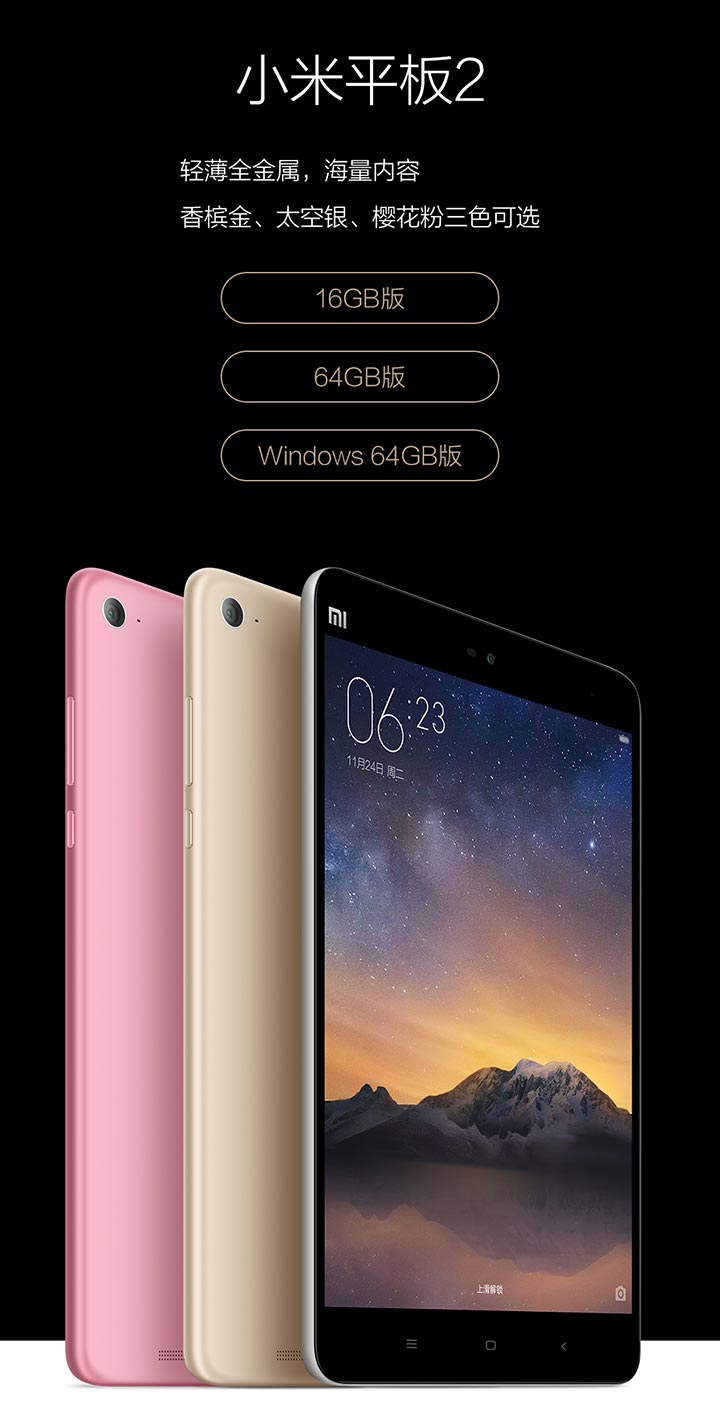 小米平板2
轻薄全金属，海量内容
香槟金、太空银、樱花粉三色可选
16GB版
64GB版
Windows 64GB版
MI
06:23
11月24日 周二
上滑解锁